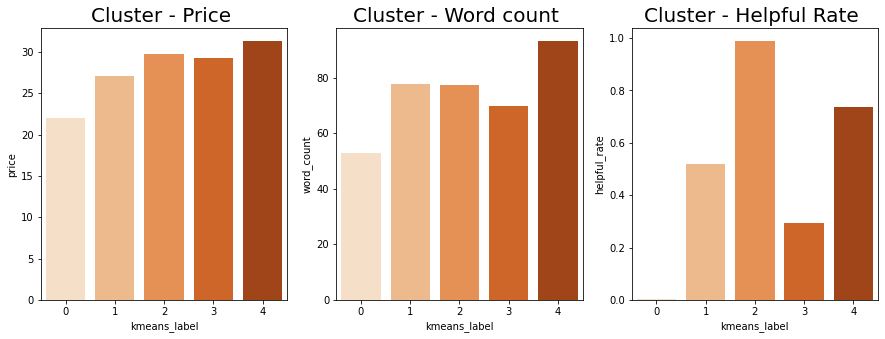 Cluster - Price
30
25
20
15
10
5
0
price
0 1 2 3 4
kmeans_label
Cluster - Word count
80
60
40
20
0
word_count
0 1 2 3 4
kmeans_label
Cluster - Helpful Rate
1.0
0.8
0.6
0.4
0.2
0.0
helpful_rate
0 1 2 3 4
kmeans_label